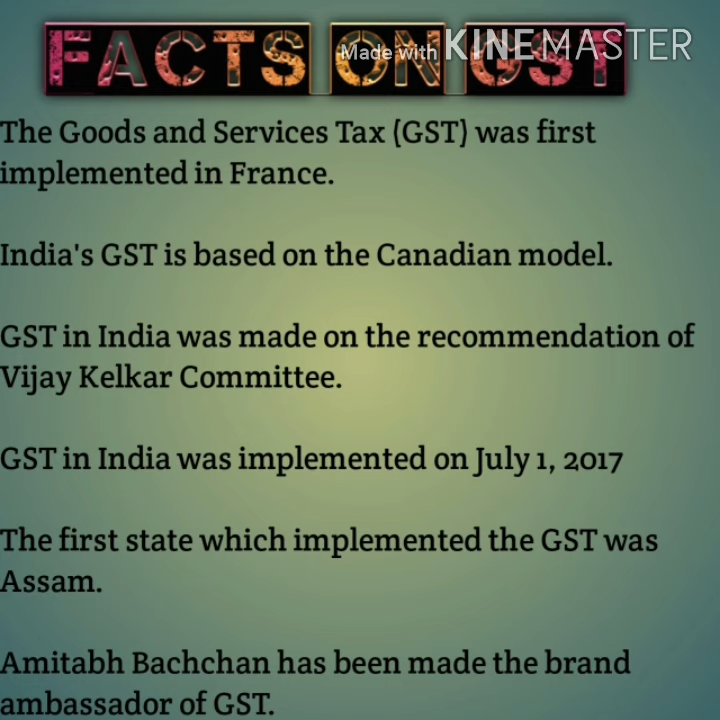 FACTS ON GST
Made with KINEMASTER
The Goods and Services Tax (GST) was first
implemented in France.
India's GST is based on the Canadian model.
GST in India was made on the recommendation of
Vijay Kelkar Committee.
GST in India was implemented on July 1, 2017
The first state which implemented the GST was
Assam.
Amitabh Bachchan has been made the brand
ambassador of GST.